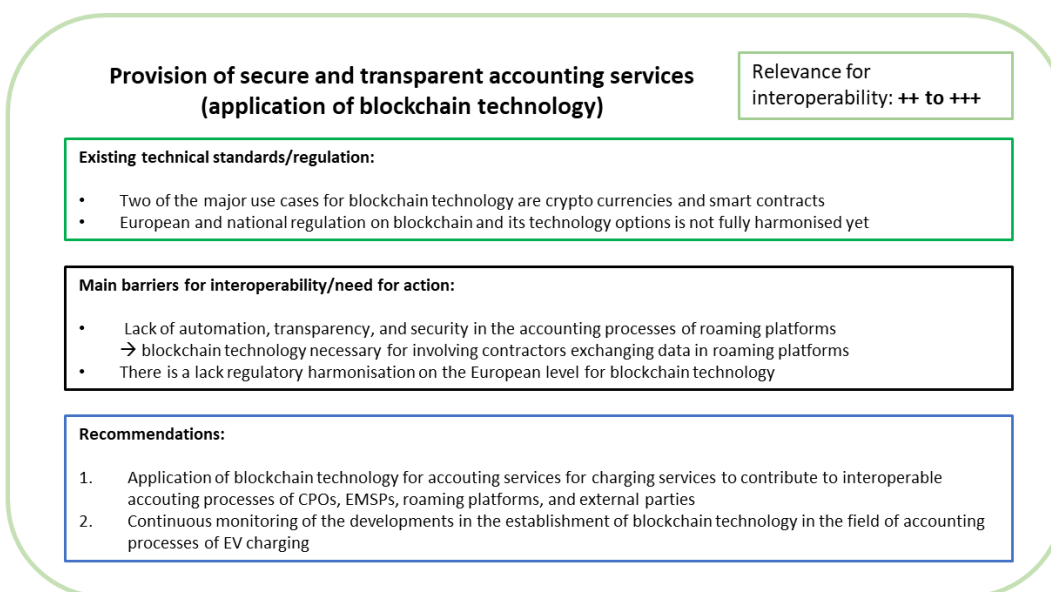 Provision of secure and transparent accounting services
(application of blockchain technology)
Relevance for
interoperability: ++ to +++
Existing technical standards/regulation:
• Two of the major use cases for blockchain technology are crypto currencies and smart contracts
• European and national regulation on blockchain and its technology options is not fully harmonised yet
Main barriers for interoperability/need for action:
• Lack of automation, transparency, and security in the accounting processes of roaming platforms
→ blockchain technology necessary for involving contractors exchanging data in roaming platforms
• There is a lack regulatory harmonisation on the European level for blockchain technology
Recommendations:
1. Application of blockchain technology for accouting services for charging services to contribute to interoperable
accouting processes of CPOs, EMSPs, roaming platforms, and external parties
2. Continuous monitoring of the developments in the establishment of blockchain technology in the field of accounting
processes of EV charging